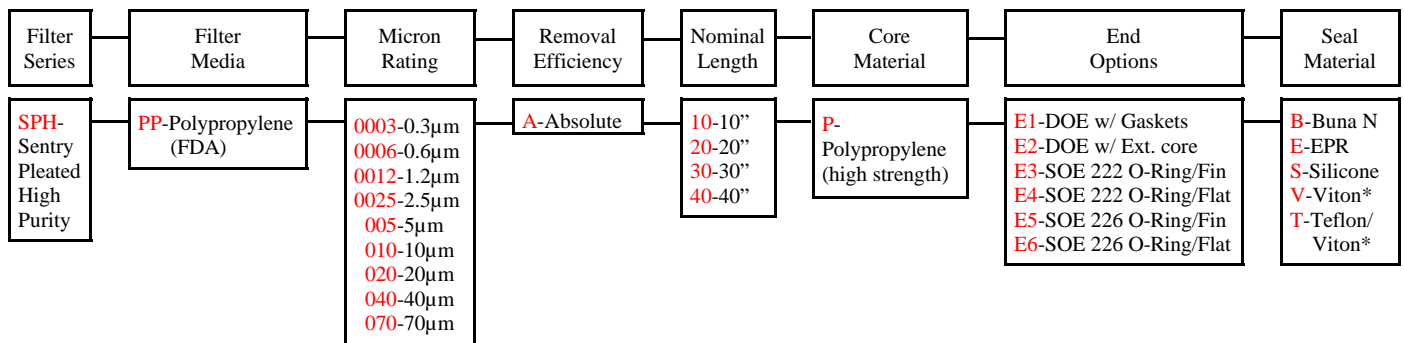 Filter
Series
Filter
Media
Micron
Rating
Removal
Efficiency
Nominal
Length
Core
Material
End
Options
Seal
Material
SPH-
Sentry
Pleated
High
Purity
PP-Polypropylene
(FDA)
0003-0.3µm
0006-0.6µm
0012-1.2µm
0025-2.5µm
005-5µm
010-10µm
020-20µm
040-40µm
070-70µm
A-Absolute
10-10”
20-20”
30-30”
40-40”
P-
Polypropylene
(high strength)
E1-DOE w/ Gaskets
E2-DOE w/ Ext. core
E3-SOE 222 O-Ring/Fin
E4-SOE 222 O-Ring/Flat
E5-SOE 226 O-Ring/Fin
E6-SOE 226 O-Ring/Flat
B-Buna N
E-EPR
S-Silicone
V-Viton*
T-Teflon/
Viton*